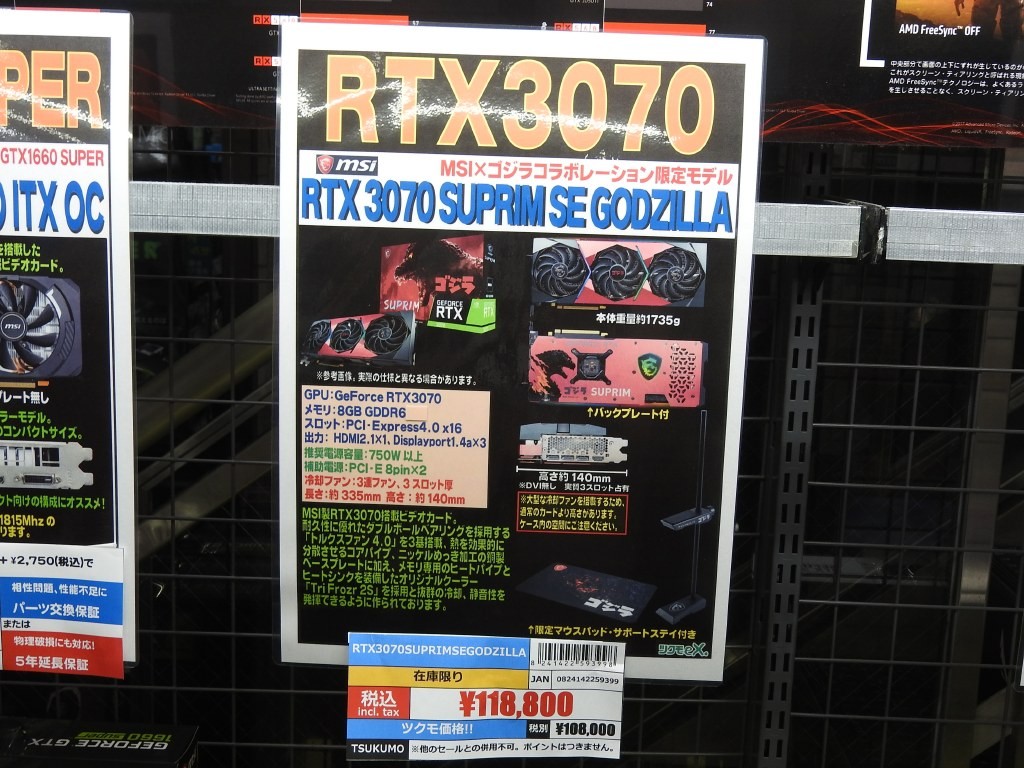 RTX3070
msi
MSI×ゴジラコラボレーション限定モデル
RTX 3070 SUPRIM SE GODZILLA
ゴジラ
SUPRIM
GEFORCE
RTX
本体重量約1735g
※参考画像。実際の仕様と異なる場合があります。
ゴジラ SUPRIM
↑バックプレート付
GPU:GeForce RTX3070
メモリ:8GB GDDR6
スロット:PCI-Express4.0 x16
出力: HDMI2.1×1、Displayport1.4a×3
推奨電源容量:750W 以上
補助電源:PCI-E 8pin×2
冷却ファン:3連ファン、3 スロット厚
長さ:約 335mm 高さ:約 140mm
高さ約 140mm
※DVI無し 実質3スロット占有
※大型な冷却ファンを搭載するため、
通常のカードより高さがあります。
ケース内の空間にご注意ください。
MSI製RTX3070搭載ビデオカード。
耐久性に優れたダブルボールベアリングを採用する
「トルクスファン 4.0」を3基搭載、熱を効果的に
分散させるコアパイプ、ニッケルめっき加工の銅製
ベースプレートに加え、メモリ専用のヒートパイプと
ヒートシンクを装備したオリジナルクーラー
「Tri Frozr 2S」を採用と抜群の冷却、静音性を
発揮できるように作られております。
ゴジラ
↑限定マウスパッド・サポートステイ付き
ツクモeX.
RTX3070SUPRIMSEGODZILLA
在庫限り
8 241422 593998
JAN 0824142259399
税込
incl. tax
¥118,800
ツクモ価格!!
税別 ¥108,000
TSUKUMO ※他のセールとの併用不可。ポイントはつきません。
PER
GTX1660 SUPER
ITX OC
を搭載した
ビデオカード。
msi
プレート無し
ラーモデル。
のコンパクトサイズ。
クト向けの構成にオススメ!
1815Mhz の
ります。
+ ¥2,750(税込)で
相性問題、性能不足に
パーツ交換保証
または
物理破損にも対応!
5年延長保証
GEFORCE GTX 1660 SUPER
AMD FreeSync™ OFF
74
77
57